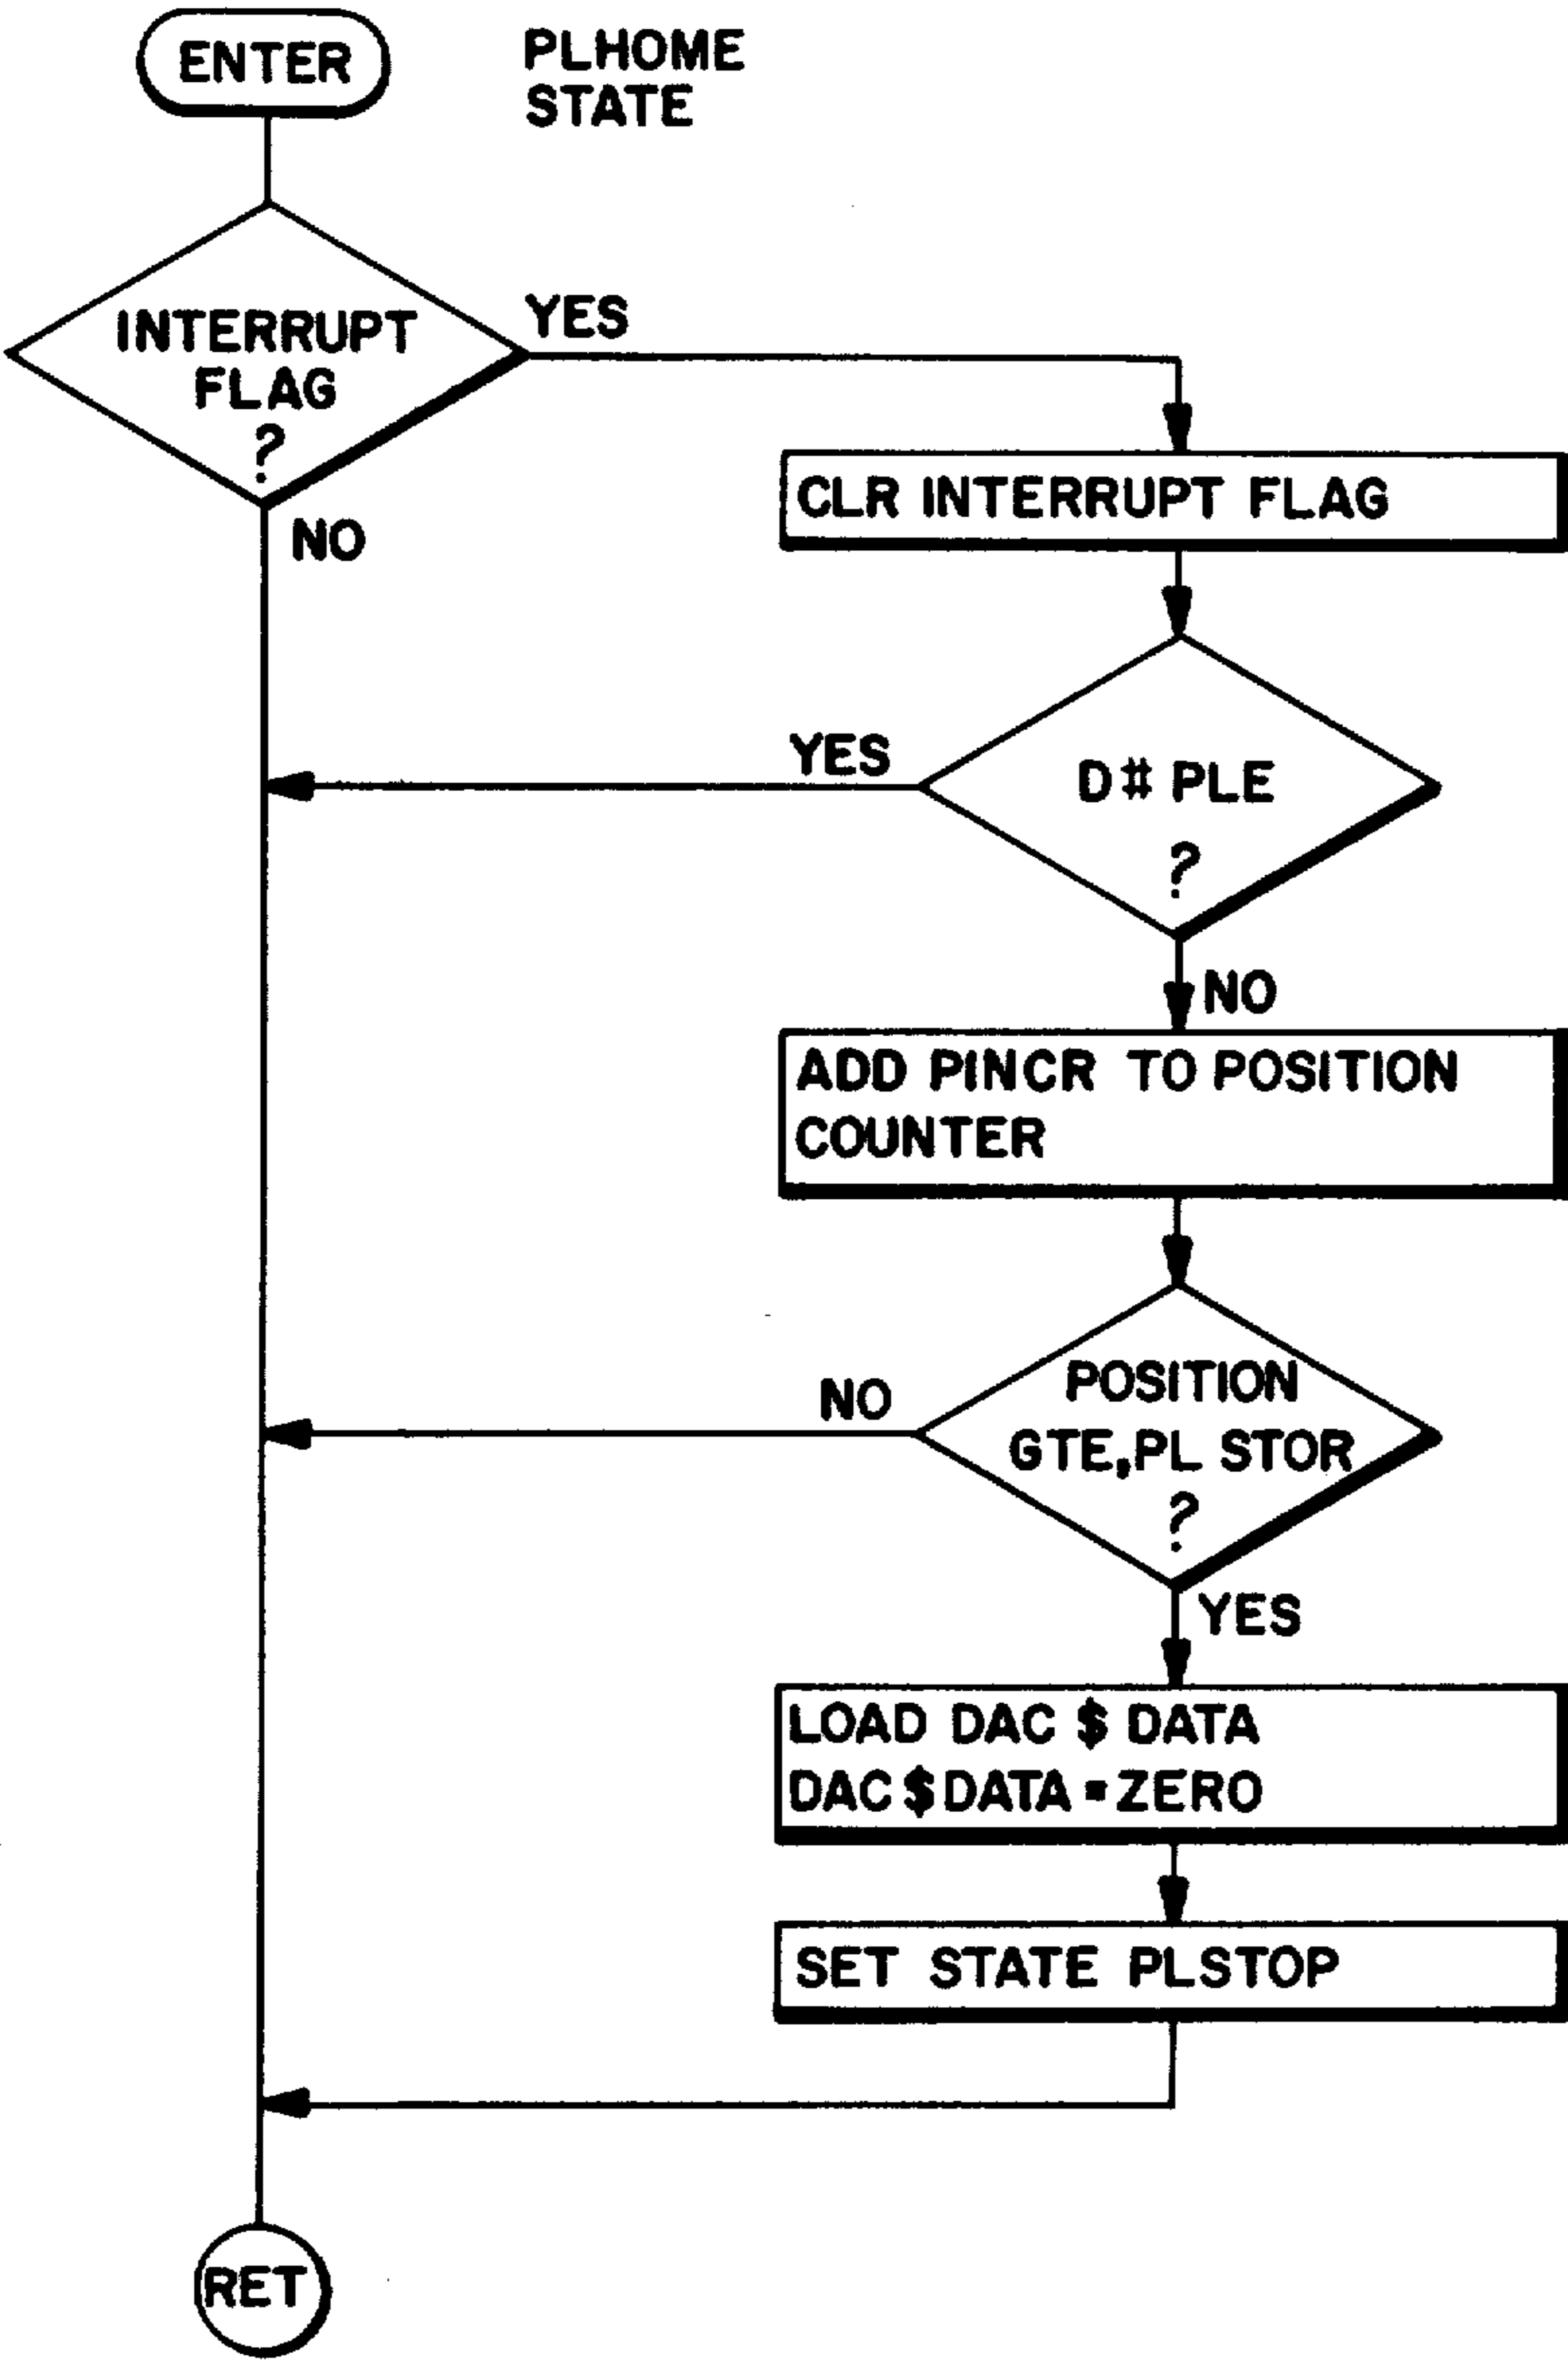 ENTER
PLHOME
STATE
INTERRUPT
FLAG
?
YES
NO
CLR INTERRUPT FLAG
D# PLE
?
YES
NO
ADD PINCR TO POSITION
COUNTER
POSITION
GTE,PL STOR
?
NO
YES
LOAD DAC $ DATA
DAC $ DATA = ZERO
SET STATE PLSTOP
RET